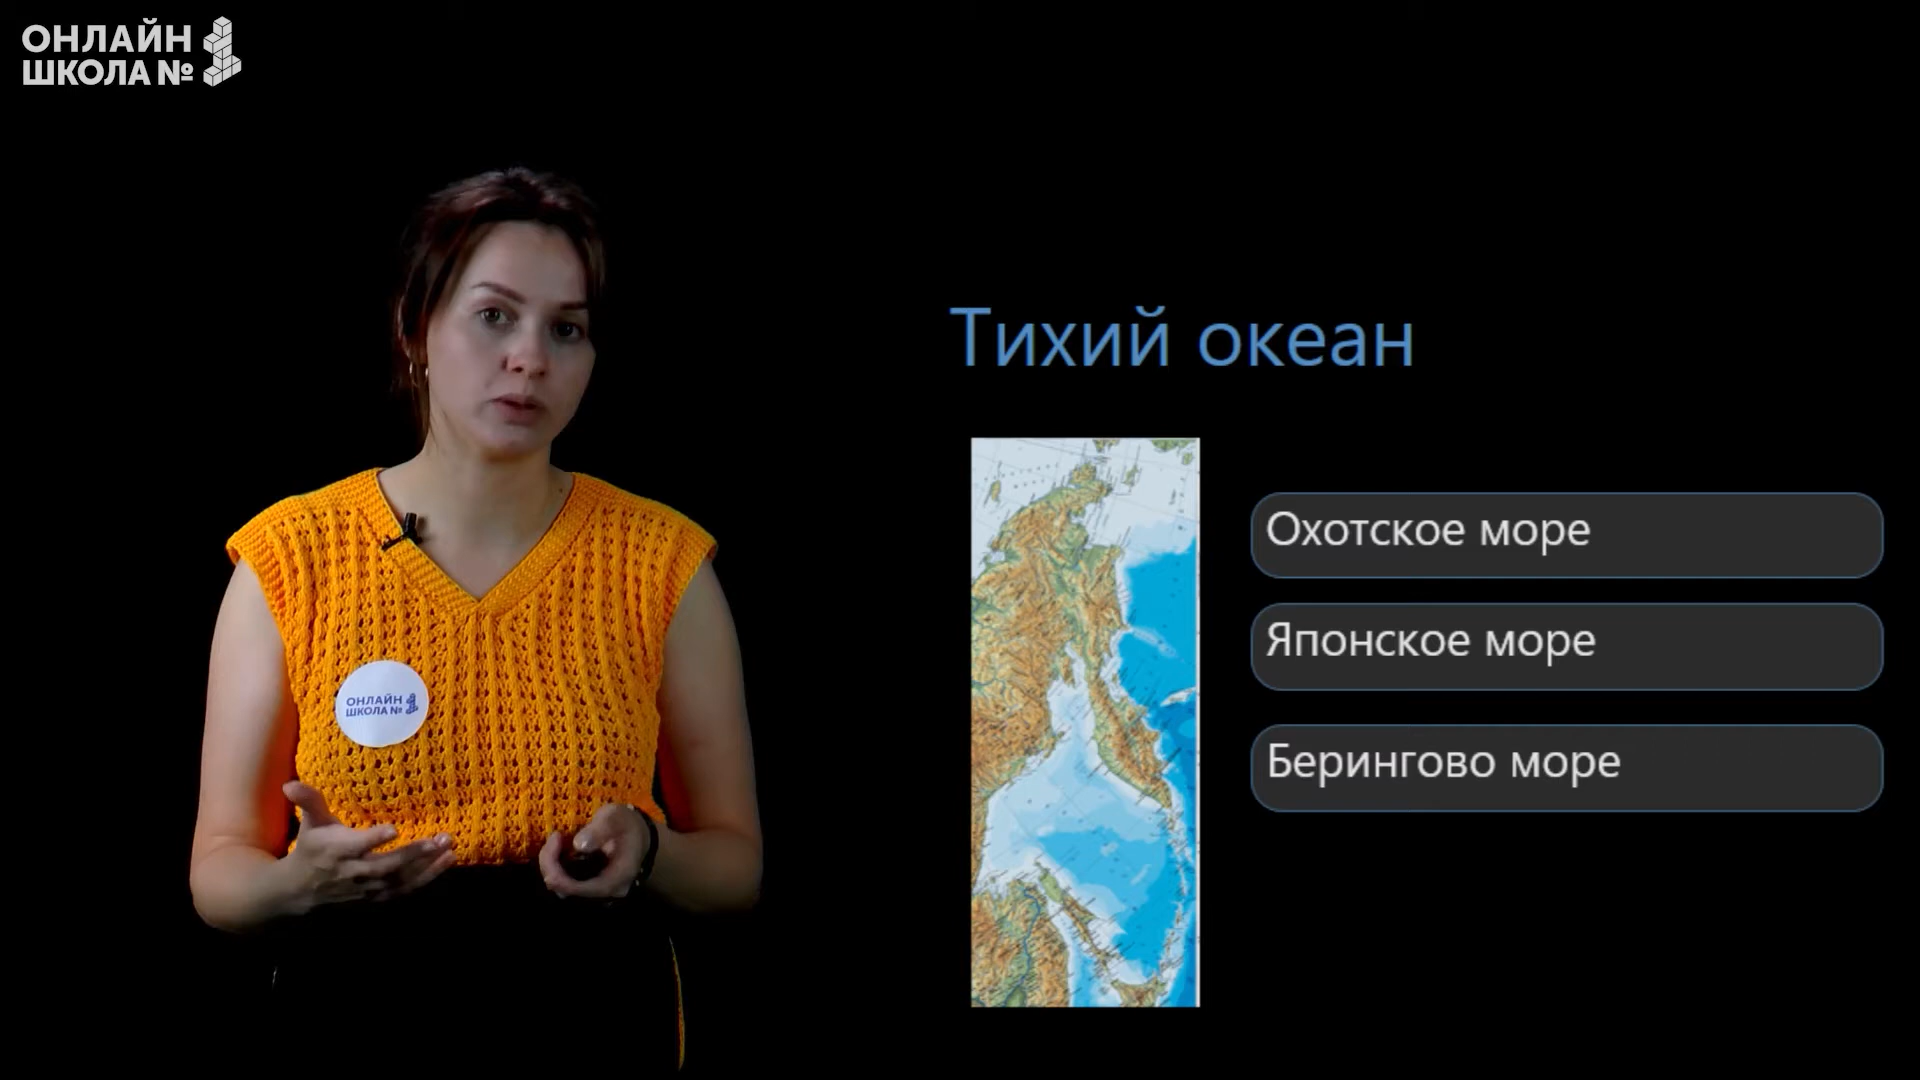 ОНЛАЙН
ШКОЛА №
Тихий океан
Охотское море
Японское море
Берингово море
ОНЛАЙН
ШКОЛА №